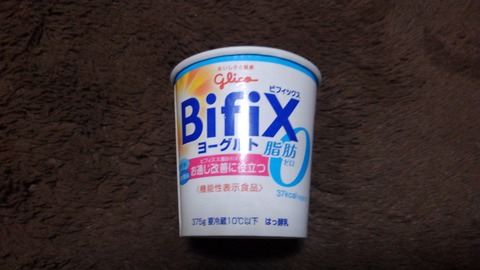 おいしさと健康
glico
ビフィックス
BifiX
ヨーグルト
脂肪
0
ゼロ
お通じ改善に役立つ
〈機能性表示食品〉
37kcal
375g 要冷蔵10℃以下 はっ酵乳